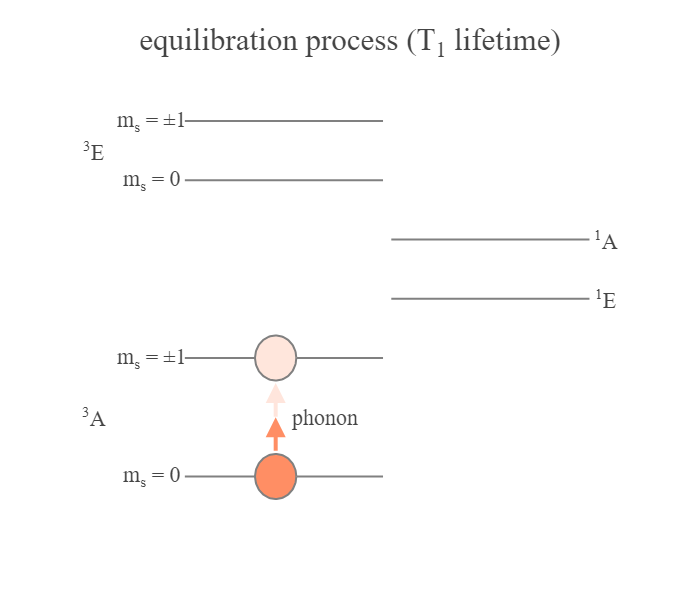 equilibration process (T₁ lifetime)
mₛ = ±1
³E
mₛ = 0
¹A
¹E
mₛ = ±1
³A
phonon
mₛ = 0